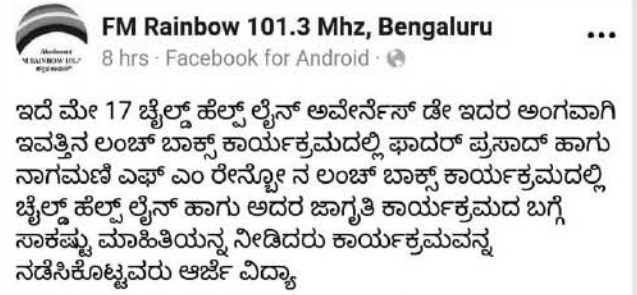 FM Rainbow 101.3 Mhz, Bengaluru
8 hrs · Facebook for Android ·
ಇದೆ ಮೇ 17 ಚೈಲ್ಡ್ ಹೆಲ್ಪ್ ಲೈನ್ ಅವೇರ್ನೆಸ್ ಡೇ ಇದರ ಅಂಗವಾಗಿ
ಇವತ್ತಿನ ಲಂಚ್ ಬಾಕ್ಸ್ ಕಾರ್ಯಕ್ರಮದಲ್ಲಿ ಫಾದರ್ ಪ್ರಸಾದ್ ಹಾಗು
ನಾಗಮಣಿ ಎಫ್ ಎಂ ರೇನ್ಬೋ ನ ಲಂಚ್ ಬಾಕ್ಸ್ ಕಾರ್ಯಕ್ರಮದಲ್ಲಿ
ಚೈಲ್ಡ್ ಹೆಲ್ಪ್ ಲೈನ್ ಹಾಗು ಅದರ ಜಾಗೃತಿ ಕಾರ್ಯಕ್ರಮದ ಬಗ್ಗೆ
ಸಾಕಷ್ಟು ಮಾಹಿತಿಯನ್ನ ನೀಡಿದರು ಕಾರ್ಯಕ್ರಮವನ್ನ
ನಡೆಸಿಕೊಟ್ಟವರು ಆರ್ಜೆ ವಿದ್ಯಾ